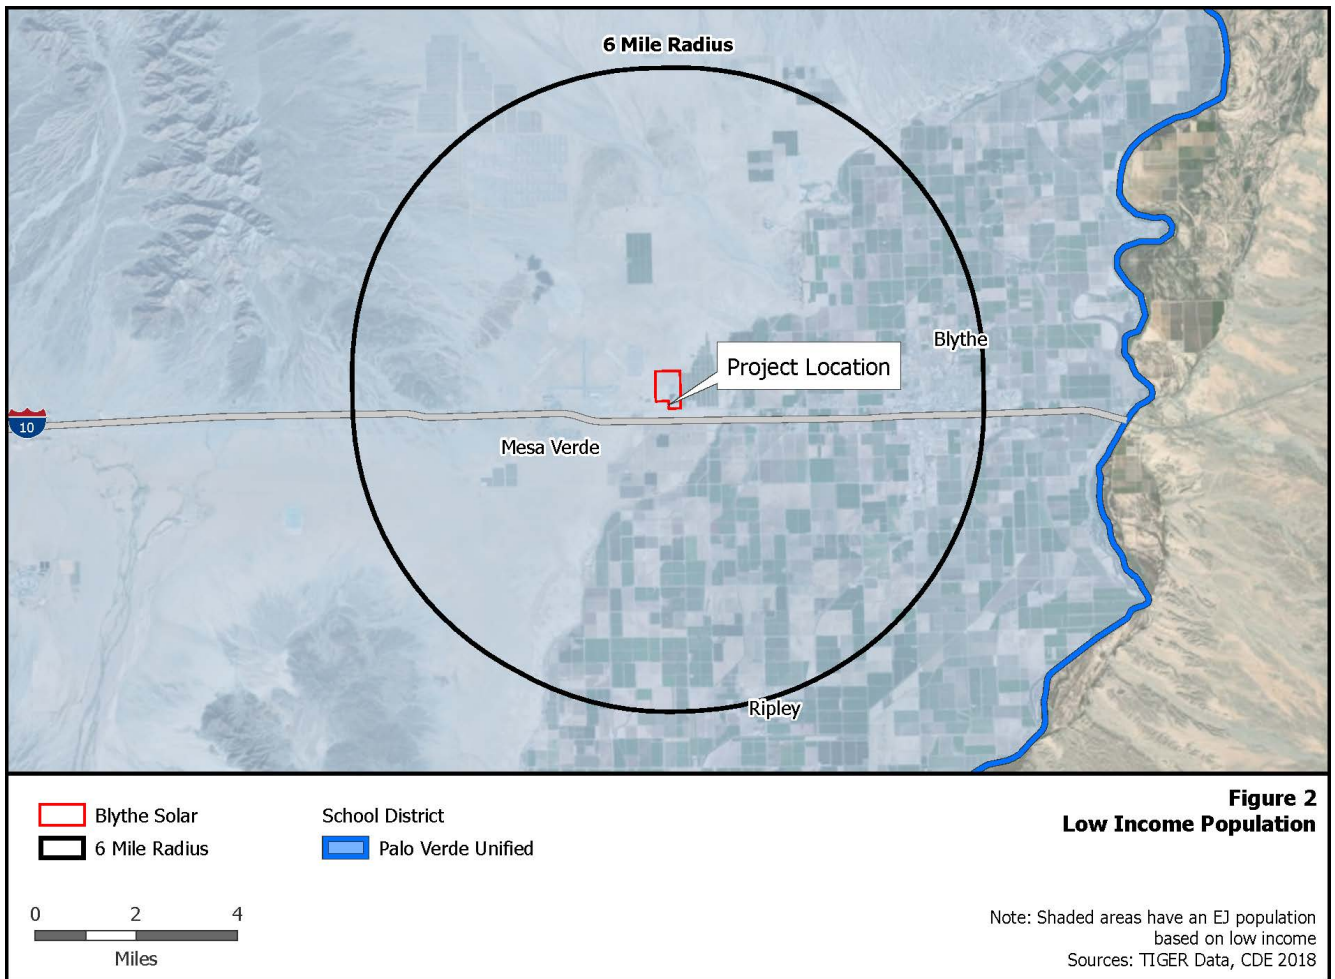 6 Mile Radius
Blythe
Project Location
10
Mesa Verde
Ripley
Blythe Solar
6 Mile Radius
School District
Palo Verde Unified
Figure 2
Low Income Population
0 2 4
Miles
Note: Shaded areas have an EJ population
based on low income
Sources: TIGER Data, CDE 2018